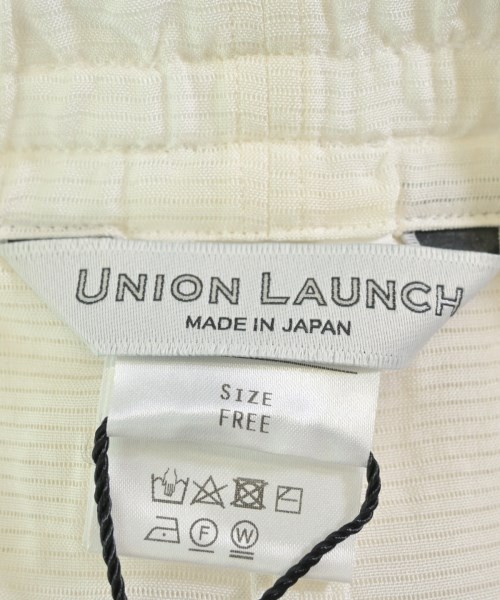 UNION LAUNCH
MADE IN JAPAN
SIZE
FREE
F W